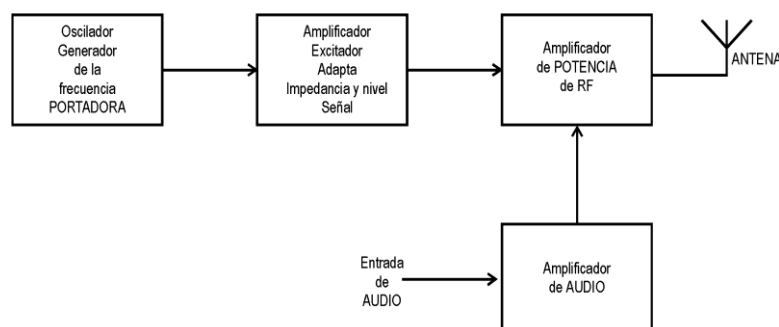 Oscilador
Generador
de la
frecuencia
PORTADORA
Amplificador
Excitador
Adapta
Impedancia y nivel
Señal
Amplificador
de POTENCIA
de RF
ANTENA
Entrada
de
AUDIO
Amplificador
de AUDIO